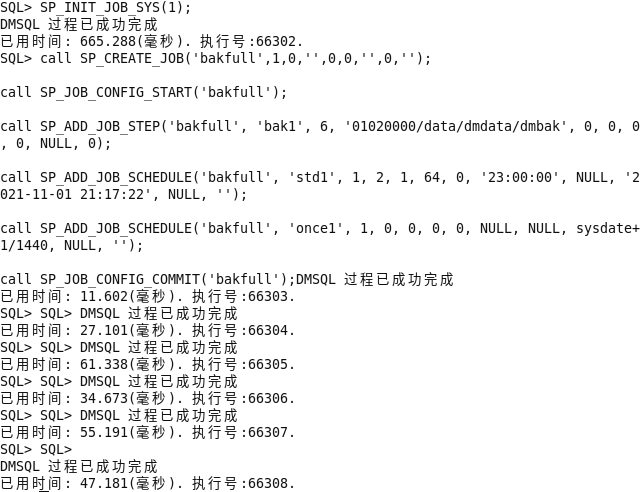 SQL> SP_INIT_JOB_SYS(1);
DMSQL 过程已成功完成
已用时间: 665.288(毫秒). 执行号:66302.
SQL> call SP_CREATE_JOB('bakfull',1,0,'',0,0,'',0,'');
call SP_JOB_CONFIG_START('bakfull');
call SP_ADD_JOB_STEP('bakfull', 'bak1', 6, '01020000/data/dmdata/dmbak', 0, 0, 0
, 0, NULL, 0);
call SP_ADD_JOB_SCHEDULE('bakfull', 'std1', 1, 2, 1, 64, 0, '23:00:00', NULL, '2
021-11-01 21:17:22', NULL, '');
call SP_ADD_JOB_SCHEDULE('bakfull', 'once1', 1, 0, 0, 0, 0, NULL, NULL, sysdate+
1/1440, NULL, '');
call SP_JOB_CONFIG_COMMIT('bakfull');DMSQL 过程已成功完成
已用时间: 11.602(毫秒). 执行号:66303.
SQL> SQL> DMSQL 过程已成功完成
已用时间: 27.101(毫秒). 执行号:66304.
SQL> SQL> DMSQL 过程已成功完成
已用时间: 61.338(毫秒). 执行号:66305.
SQL> SQL> DMSQL 过程已成功完成
已用时间: 34.673(毫秒). 执行号:66306.
SQL> SQL> DMSQL 过程已成功完成
已用时间: 55.191(毫秒). 执行号:66307.
SQL> SQL>
DMSQL 过程已成功完成
已用时间: 47.181(毫秒). 执行号:66308.